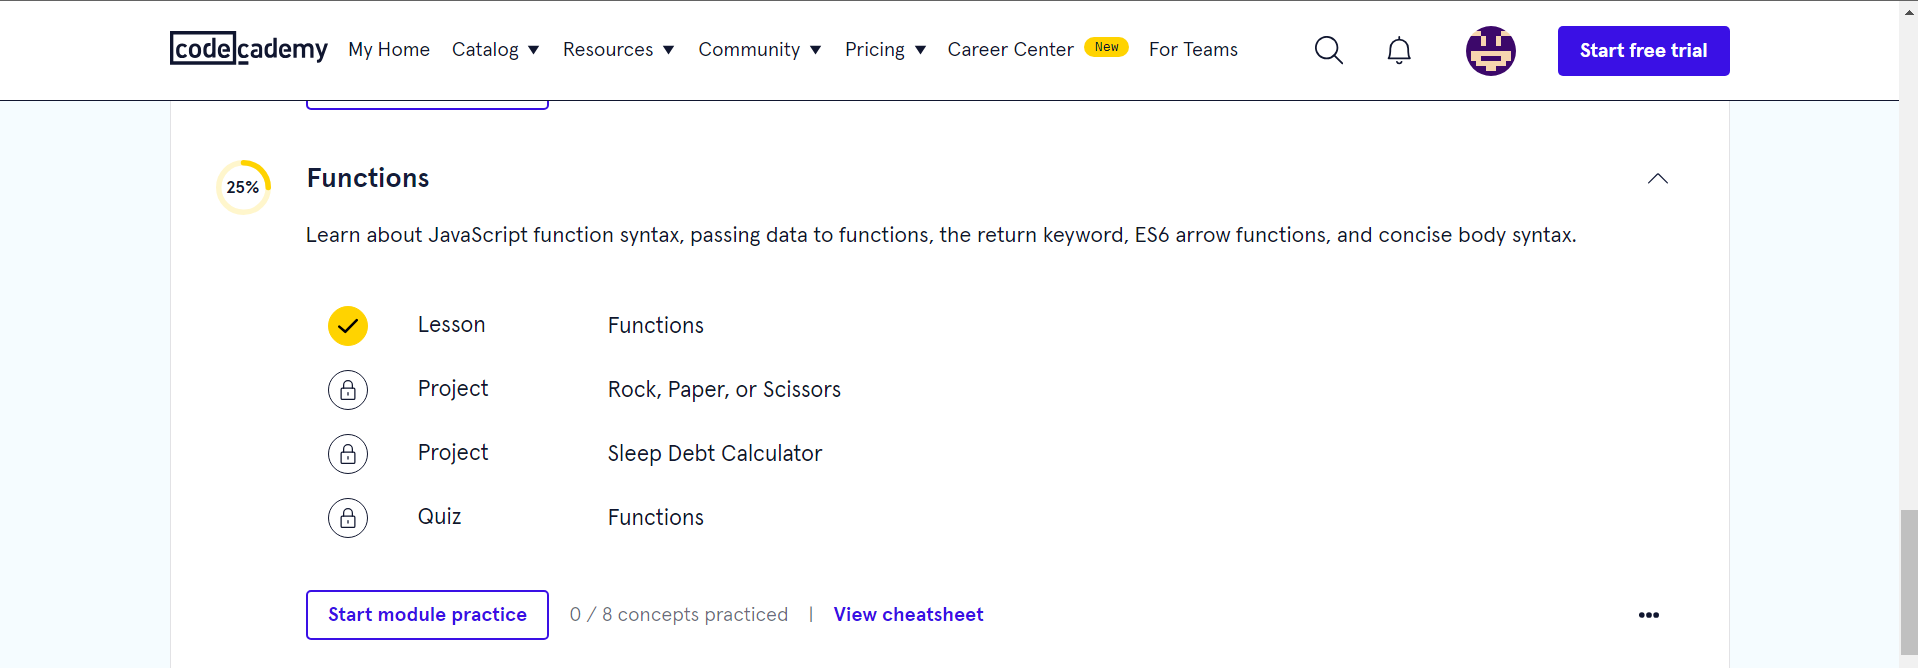 codecademy My Home Catalog Resources Community Pricing Career Center New For Teams Start free trial
25% Functions
Learn about JavaScript function syntax, passing data to functions, the return keyword, ES6 arrow functions, and concise body syntax.
Lesson Functions
Project Rock, Paper, or Scissors
Project Sleep Debt Calculator
Quiz Functions
Start module practice 0 / 8 concepts practiced | View cheatsheet